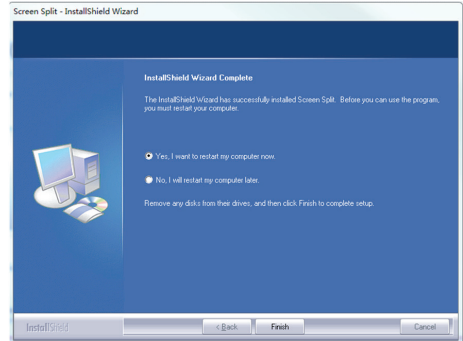 Screen Split - InstallShield Wizard
InstallShield Wizard Complete
The InstallShield Wizard has successfully installed Screen Split. Before you can use the program,
you must restart your computer.
Yes, I want to restart my computer now.
No, I will restart my computer later.
Remove any disks from their drives, and then click Finish to complete setup.
InstallShield
< Back
Finish
Cancel